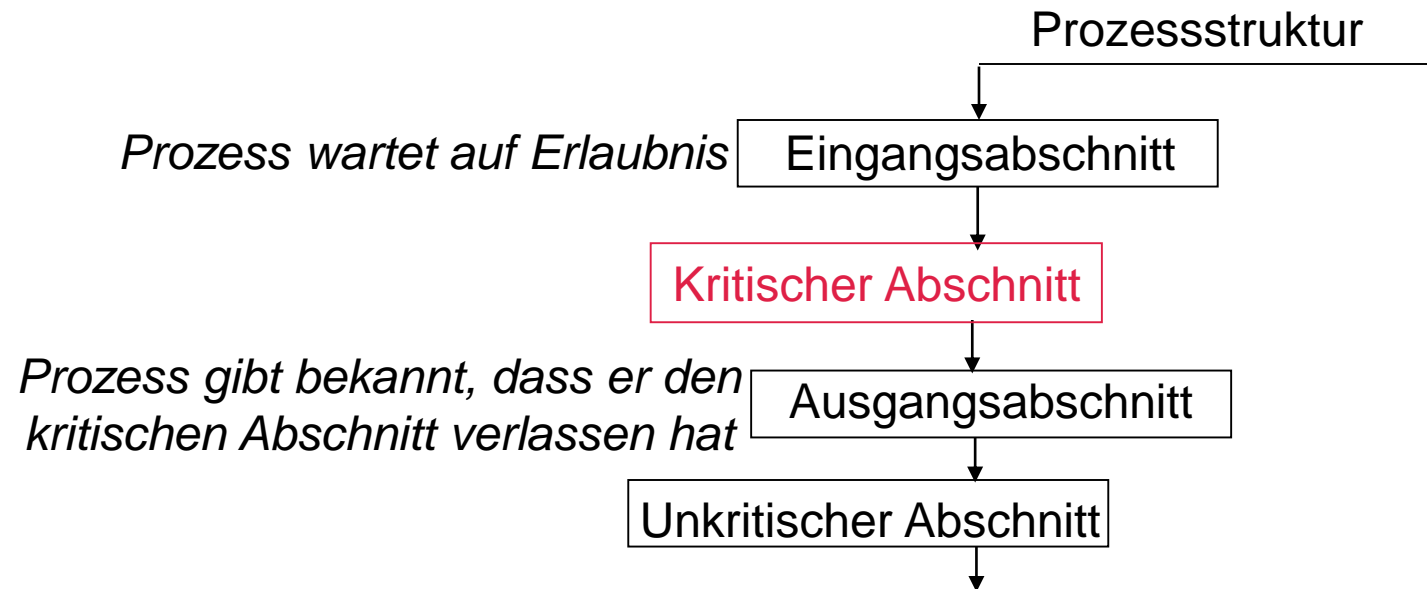 Prozessstruktur
Prozess wartet auf Erlaubnis
Eingangsabschnitt
Kritischer Abschnitt
Prozess gibt bekannt, dass er den
kritischen Abschnitt verlassen hat
Ausgangsabschnitt
Unkritischer Abschnitt